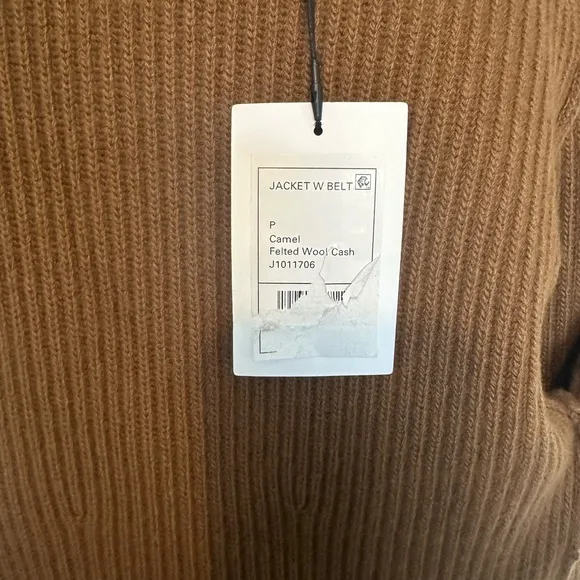 JACKET W BELT
P
Camel
Felted Wool Cash
J1011706